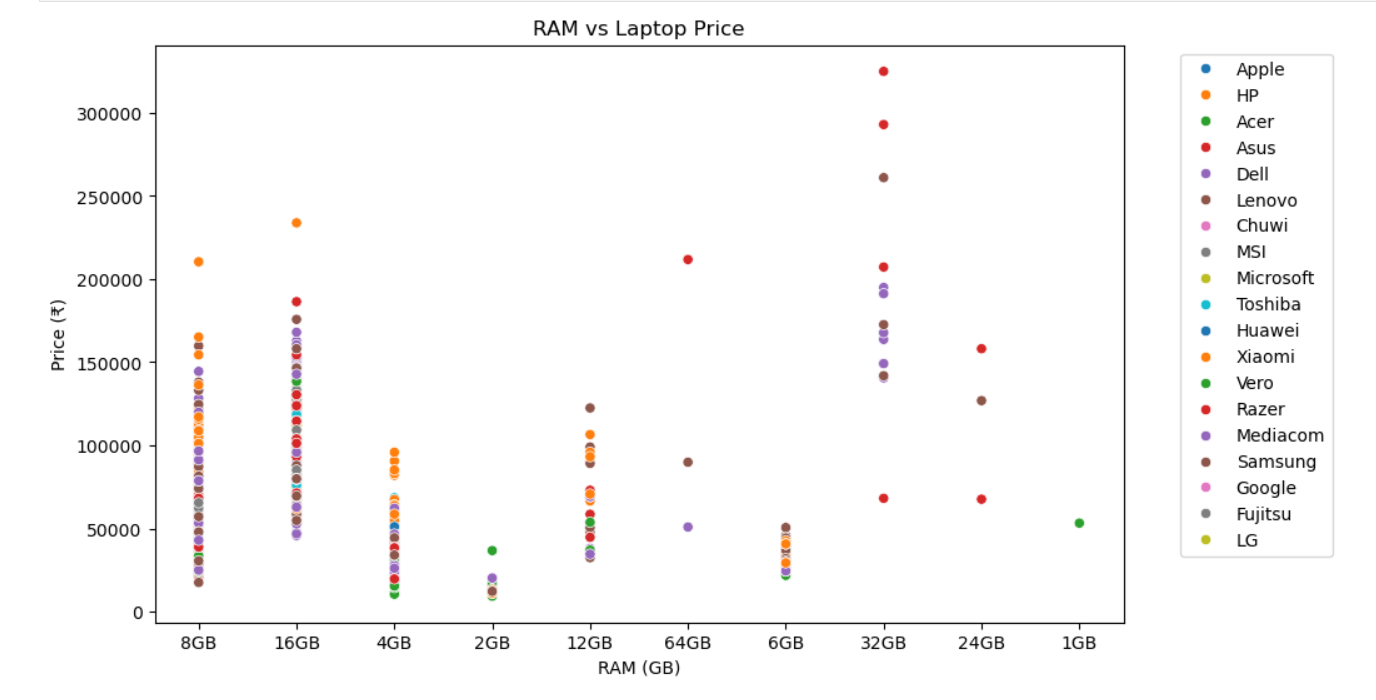 RAM vs Laptop Price
Price (₹)
300000
250000
200000
150000
100000
50000
0
8GB 16GB 4GB 2GB 12GB 64GB 6GB 32GB 24GB 1GB
RAM (GB)
Apple
HP
Acer
Asus
Dell
Lenovo
Chuwi
MSI
Microsoft
Toshiba
Huawei
Xiaomi
Vero
Razer
Mediacom
Samsung
Google
Fujitsu
LG